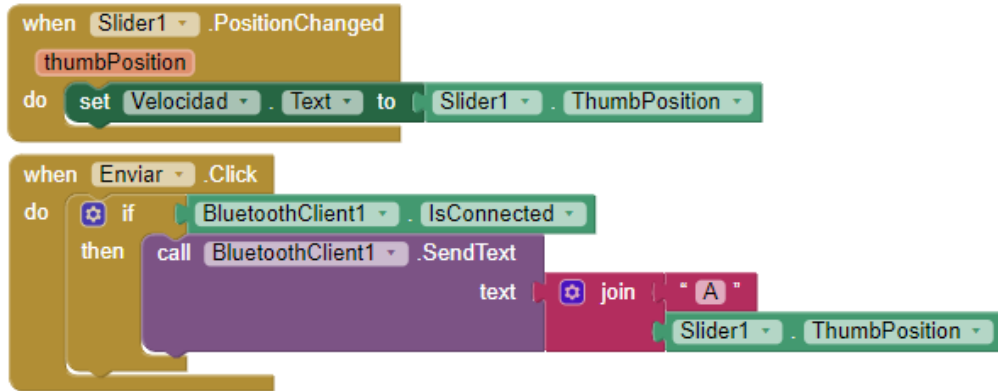 when Slider1 .PositionChanged
thumbPosition
do set Velocidad . Text to Slider1 . ThumbPosition
when Enviar .Click
do if BluetoothClient1 . IsConnected
then call BluetoothClient1 .SendText
text join “ A ”
Slider1 . ThumbPosition